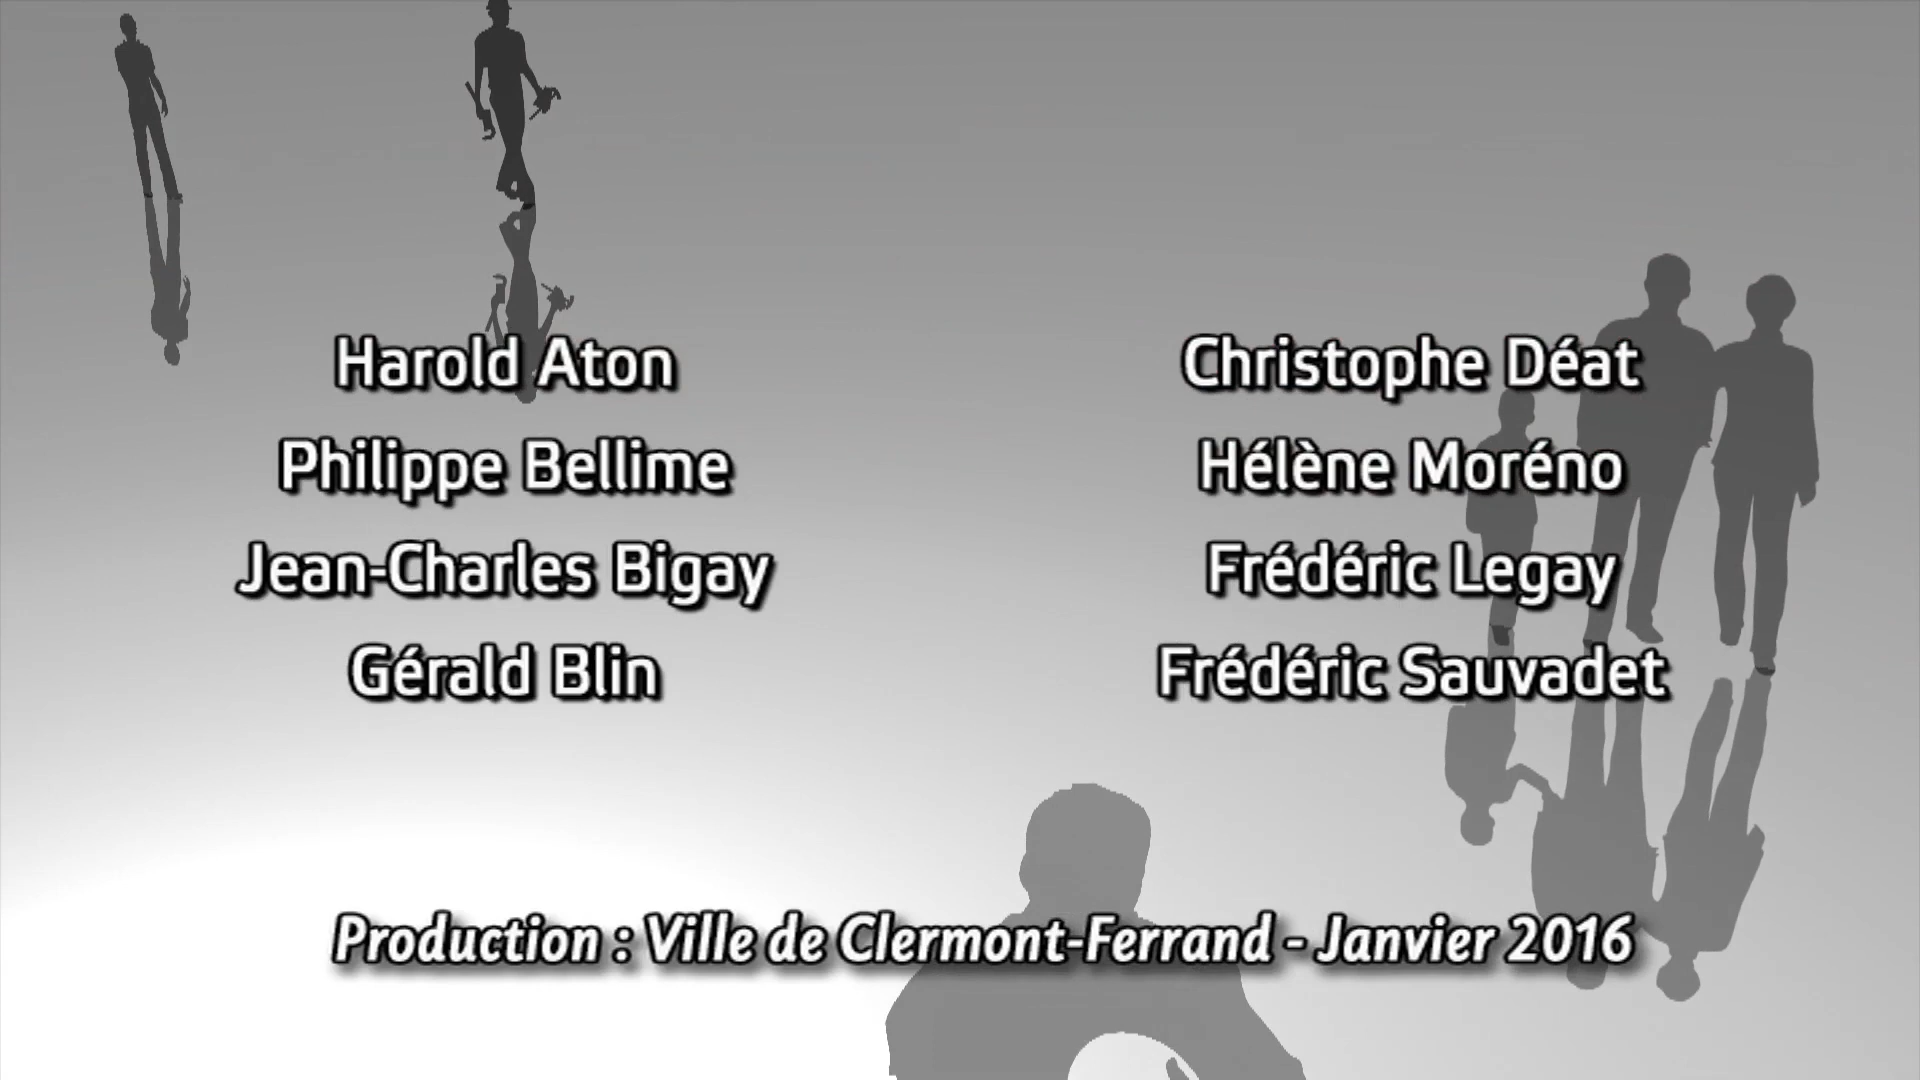 Harold Aton
Philippe Bellime
Jean-Charles Bigay
Gérald Blin
Christophe Déat
Hélène Moréno
Frédéric Legay
Frédéric Sauvadet
Production : Ville de Clermont-Ferrand - Janvier 2016